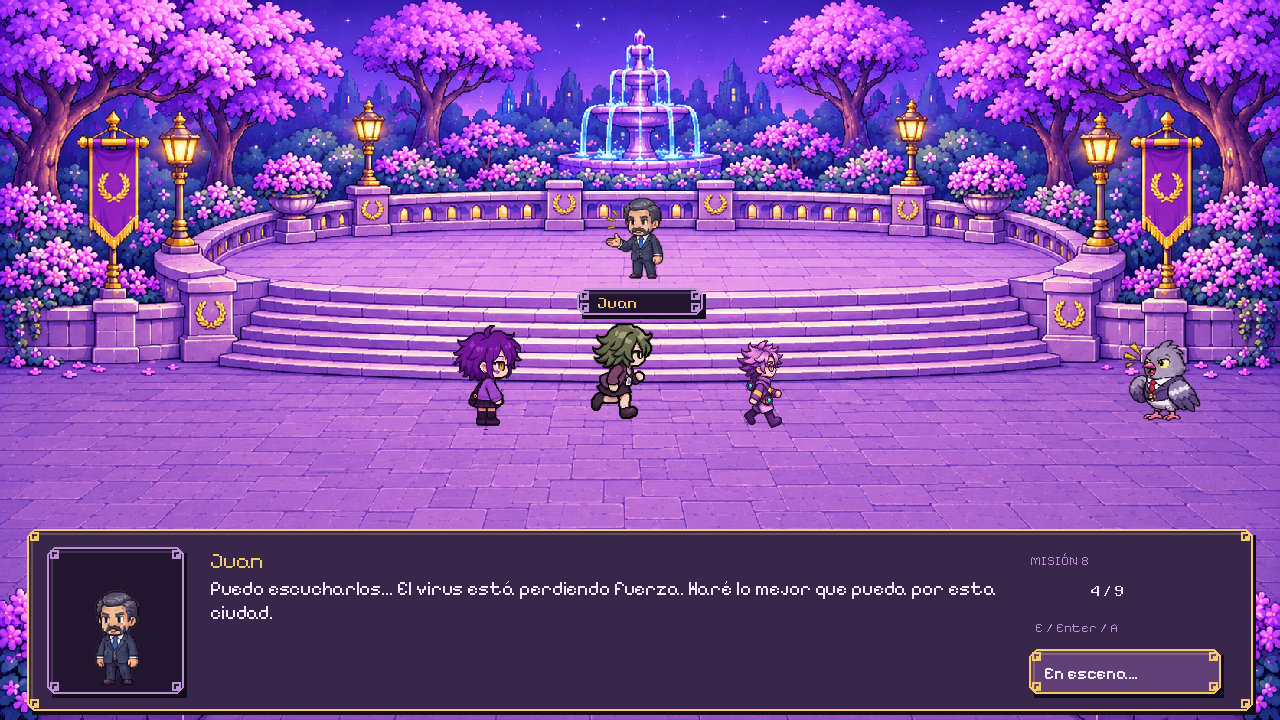 Juan
Juan
Puedo escucharlos... El virus está perdiendo fuerza. Haré lo mejor que pueda por esta
ciudad.
MISIÓN 8
4 / 9
E / Enter / A
En escena...